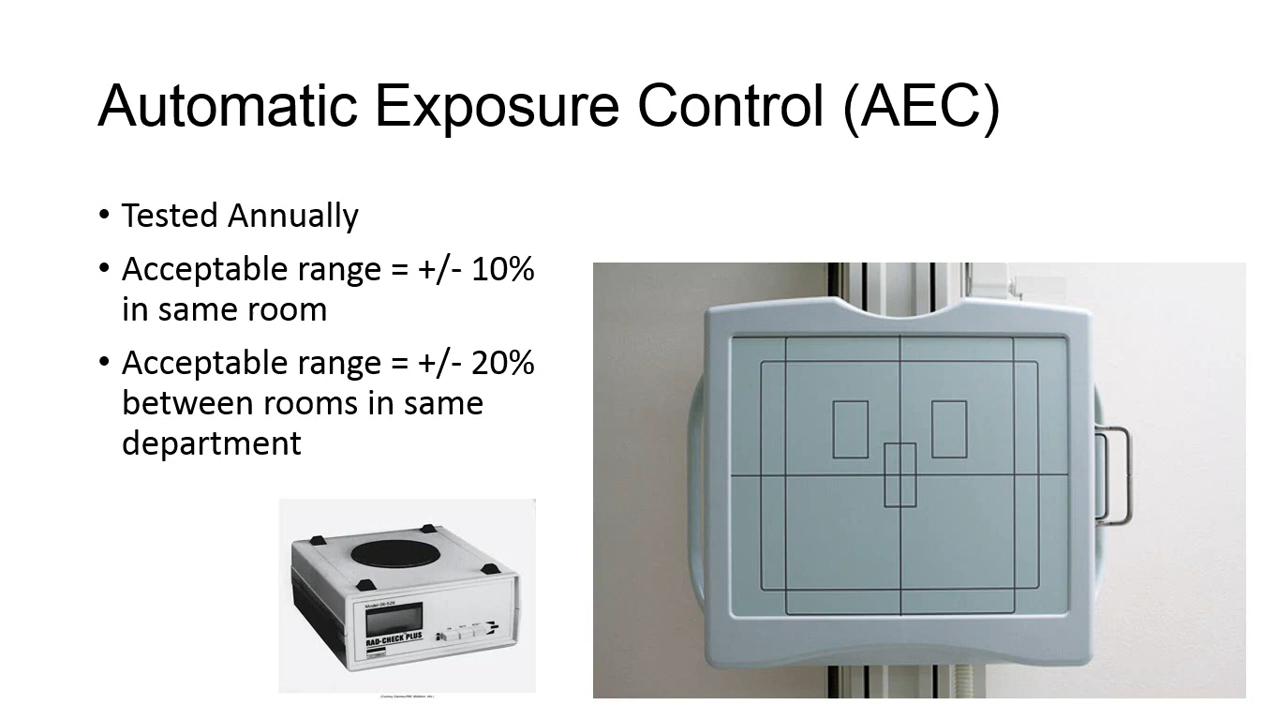 Automatic Exposure Control (AEC)
• Tested Annually
• Acceptable range = +/- 10%
in same room
• Acceptable range = +/- 20%
between rooms in same
department
RAD-CHECK PLUS